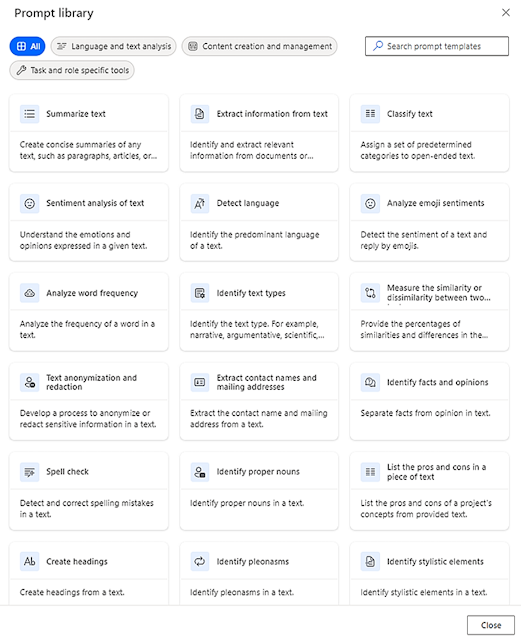 Prompt library
All
Language and text analysis
Content creation and management
Search prompt templates
Task and role specific tools
Summarize text
Extract information from text
Classify text
Create concise summaries of any
text, such as paragraphs, articles, or...
Identify and extract relevant
information from documents or...
Assign a set of predetermined
categories to open-ended text.
Sentiment analysis of text
Detect language
Analyze emoji sentiments
Understand the emotions and
opinions expressed in a given text.
Identify the predominant language
of a text.
Detect the sentiment of a text and
reply by emojis.
Analyze word frequency
Identify text types
Measure the similarity or
dissimilarity between two...
Analyze the frequency of a word in a
text.
Identify the text type. For example,
narrative, argumentative, scientific,...
Provide the percentages of
similarities and differences in the...
Text anonymization and
redaction
Extract contact names and
mailing addresses
Identify facts and opinions
Develop a process to anonymize or
redact sensitive information in a text.
Extract the contact name and mailing
address from a text.
Separate facts from opinion in text.
Spell check
Identify proper nouns
List the pros and cons in a
piece of text
Detect and correct spelling mistakes
in a text.
Identify proper nouns in a text.
List the pros and cons of a project's
concepts from provided text.
Ab
Create headings
Identify pleonasms
Identify stylistic elements
Create headings from a text.
Identify pleonasms in a text.
Identify stylistic elements in a text.
Close